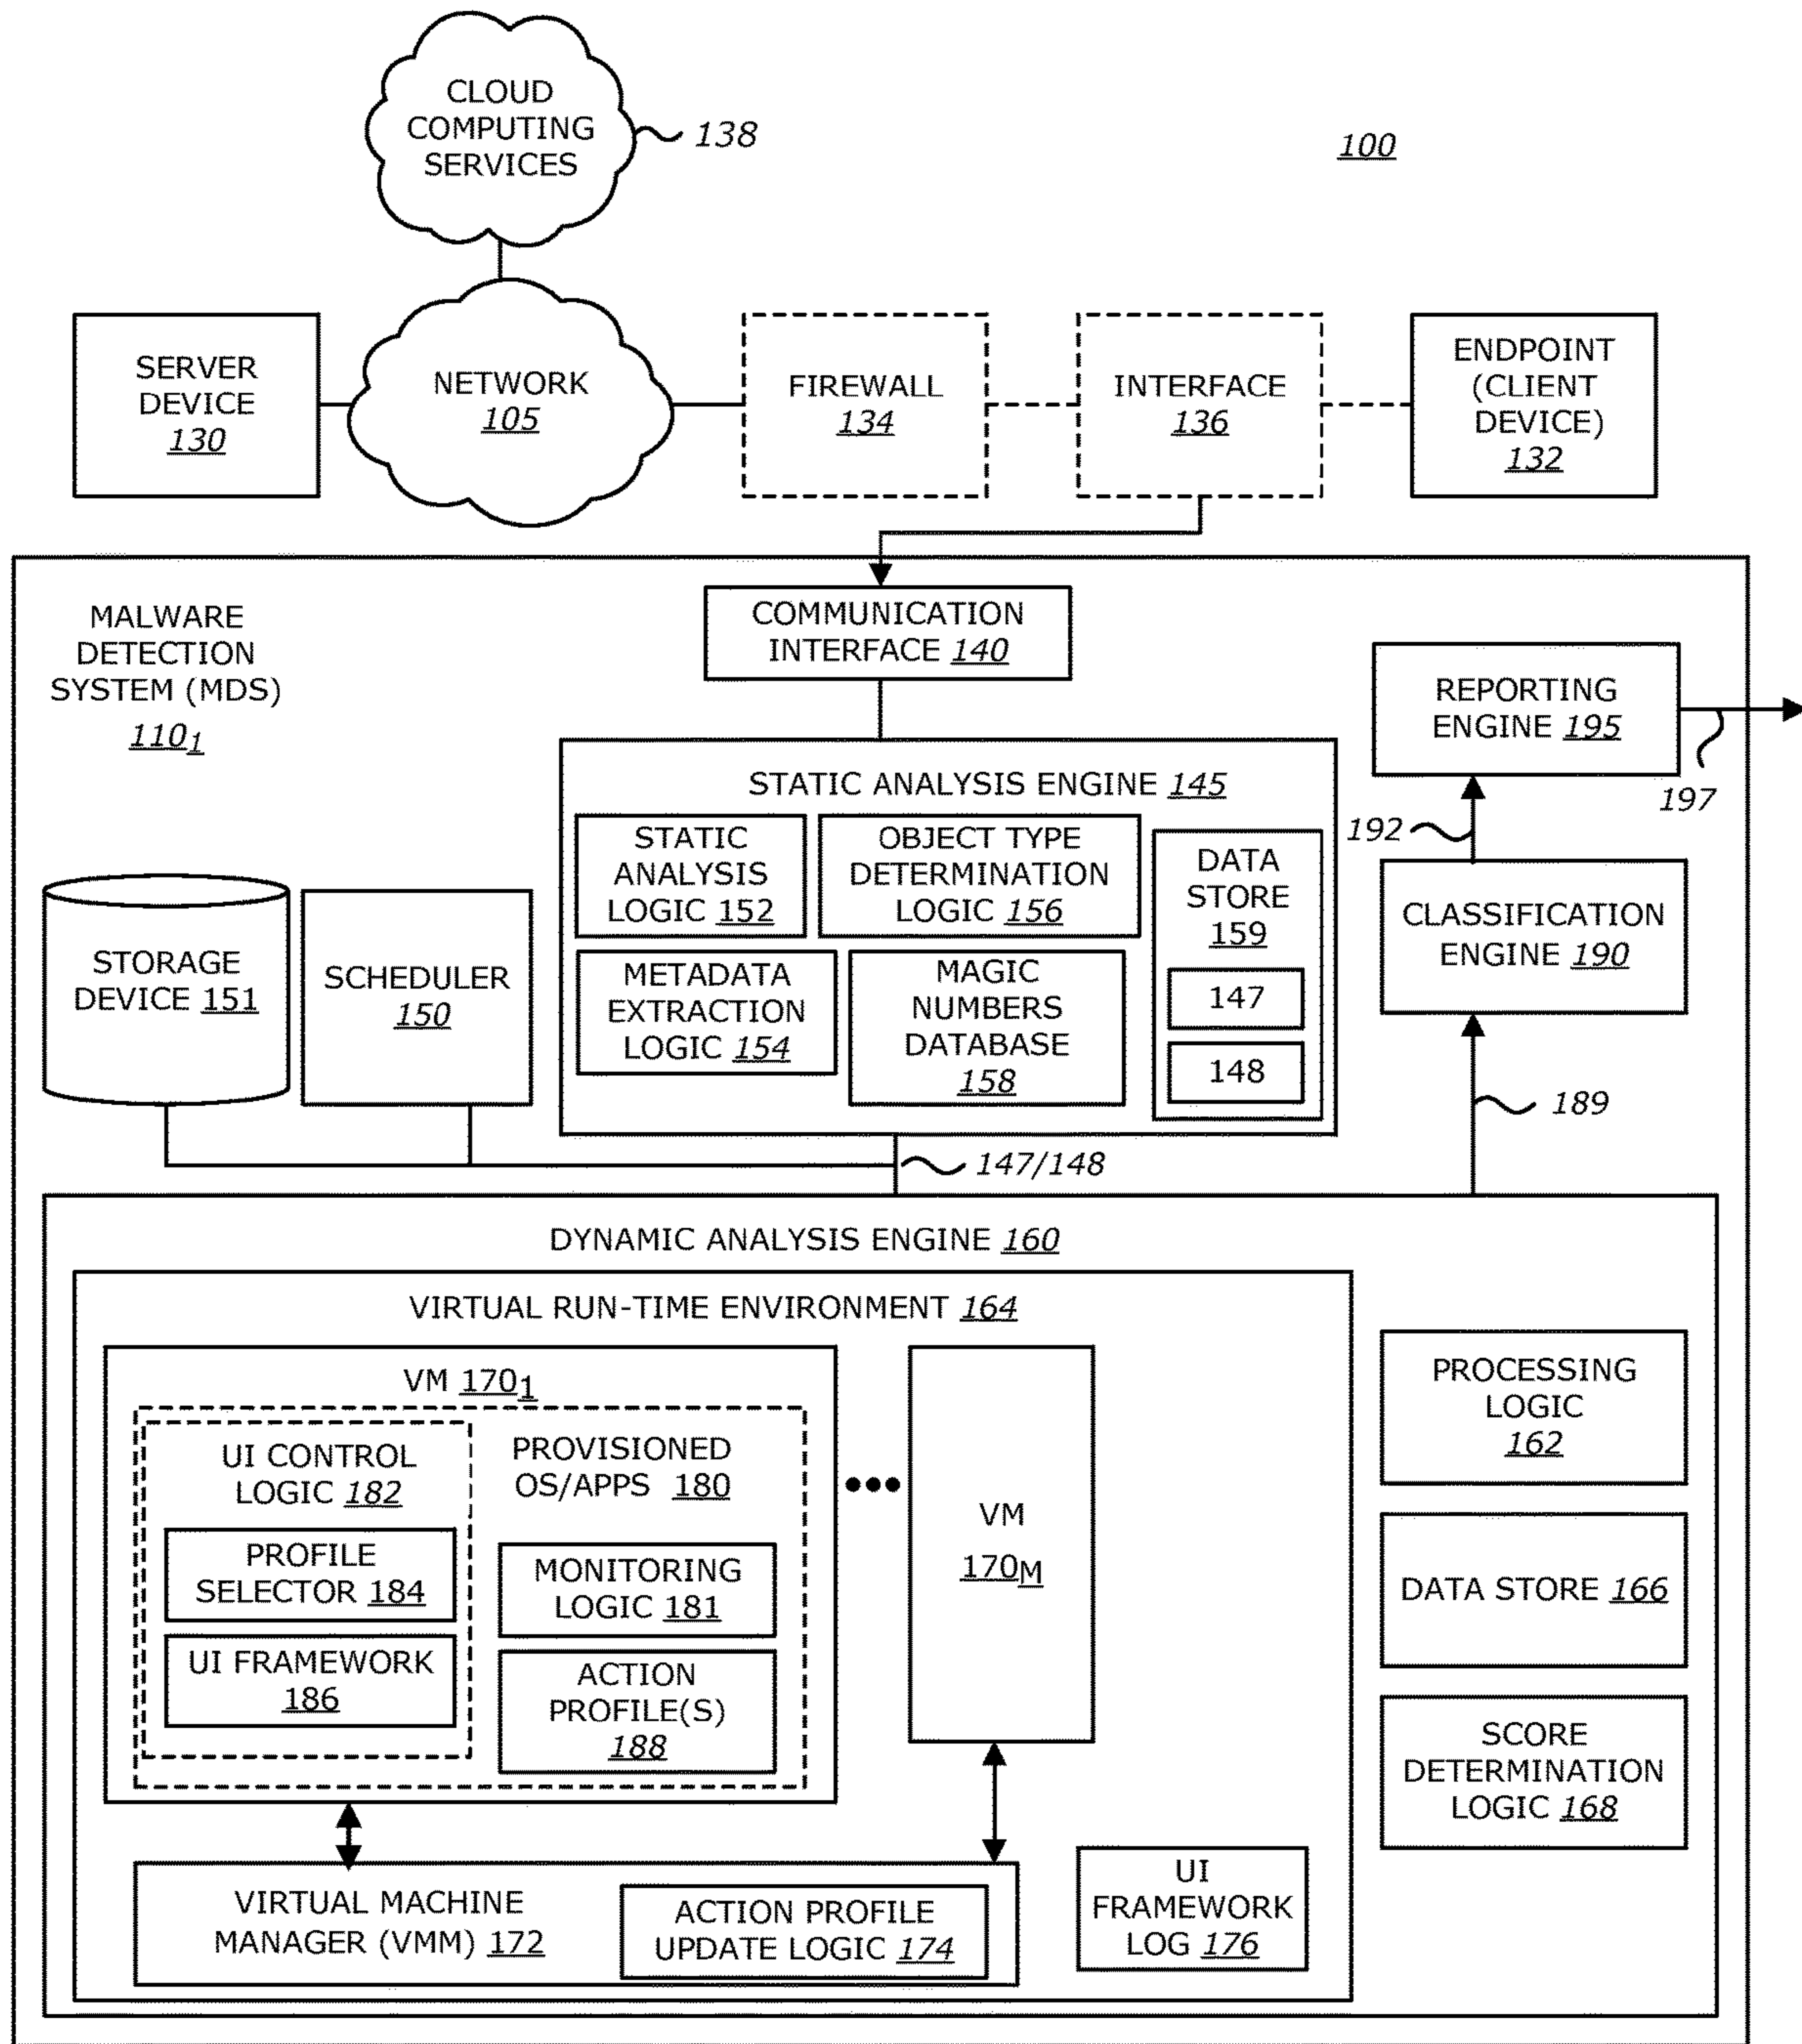 CLOUD
COMPUTING
SERVICES
138
100
SERVER
DEVICE
130
NETWORK
105
FIREWALL
134
INTERFACE
136
ENDPOINT
(CLIENT
DEVICE)
132
MALWARE
DETECTION
SYSTEM (MDS)
110₁
COMMUNICATION
INTERFACE 140
REPORTING
ENGINE 195
197
192
CLASSIFICATION
ENGINE 190
189
STATIC ANALYSIS ENGINE 145
STATIC
ANALYSIS
LOGIC 152
OBJECT TYPE
DETERMINATION
LOGIC 156
DATA
STORE
159
147
148
METADATA
EXTRACTION
LOGIC 154
MAGIC
NUMBERS
DATABASE
158
STORAGE
DEVICE 151
SCHEDULER
150
147/148
DYNAMIC ANALYSIS ENGINE 160
VIRTUAL RUN-TIME ENVIRONMENT 164
VM 170₁
UI CONTROL
LOGIC 182
PROFILE
SELECTOR 184
UI FRAMEWORK
186
PROVISIONED
OS/APPS 180
MONITORING
LOGIC 181
ACTION
PROFILE(S)
188
VM
170M
PROCESSING
LOGIC
162
DATA STORE 166
SCORE
DETERMINATION
LOGIC 168
VIRTUAL MACHINE
MANAGER (VMM) 172
ACTION PROFILE
UPDATE LOGIC 174
UI
FRAMEWORK
LOG 176